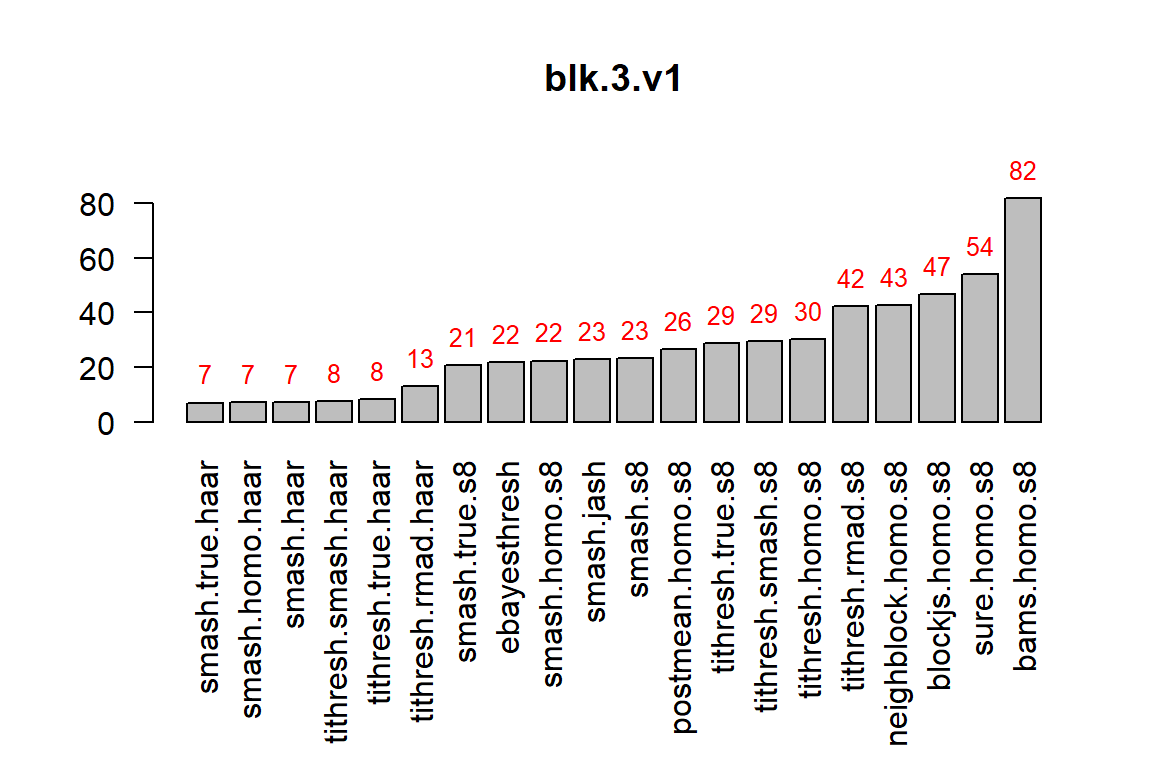 blk.3.v1
80
60
40
20
0
7
7
7
8
8
13
21
22
22
23
23
26
29
29
30
42
43
47
54
82
smash.true.haar
smash.homo.haar
smash.haar
tithresh.smash.haar
tithresh.true.haar
tithresh.rmad.haar
smash.true.s8
ebayesthresh
smash.homo.s8
smash.jash
smash.s8
postmean.homo.s8
tithresh.true.s8
tithresh.smash.s8
tithresh.homo.s8
tithresh.rmad.s8
neighblock.homo.s8
blockjs.homo.s8
sure.homo.s8
bams.homo.s8